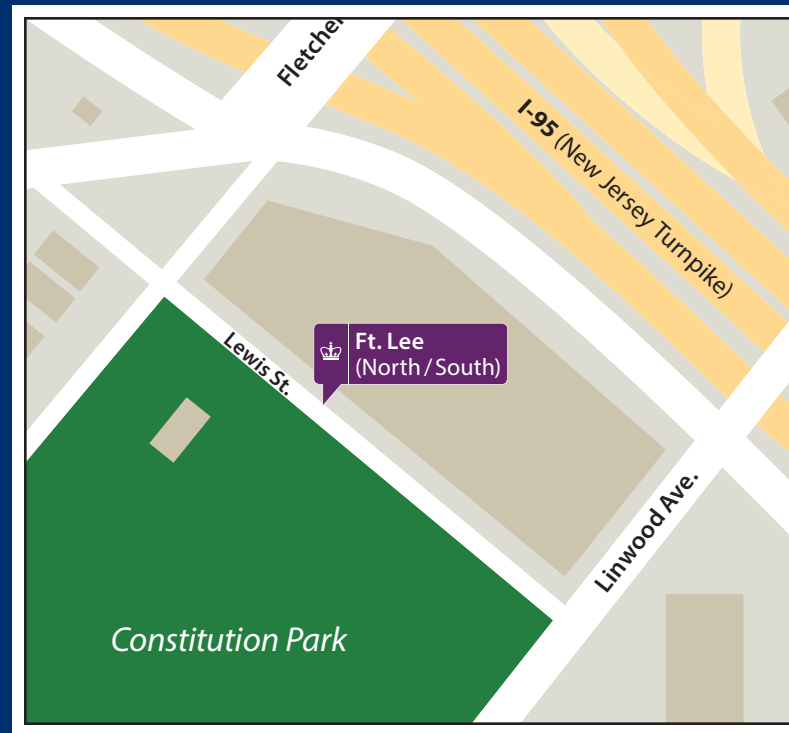 Fletcher
I-95 (New Jersey Turnpike)
Ft. Lee
(North / South)
Lewis St.
Linwood Ave.
Constitution Park